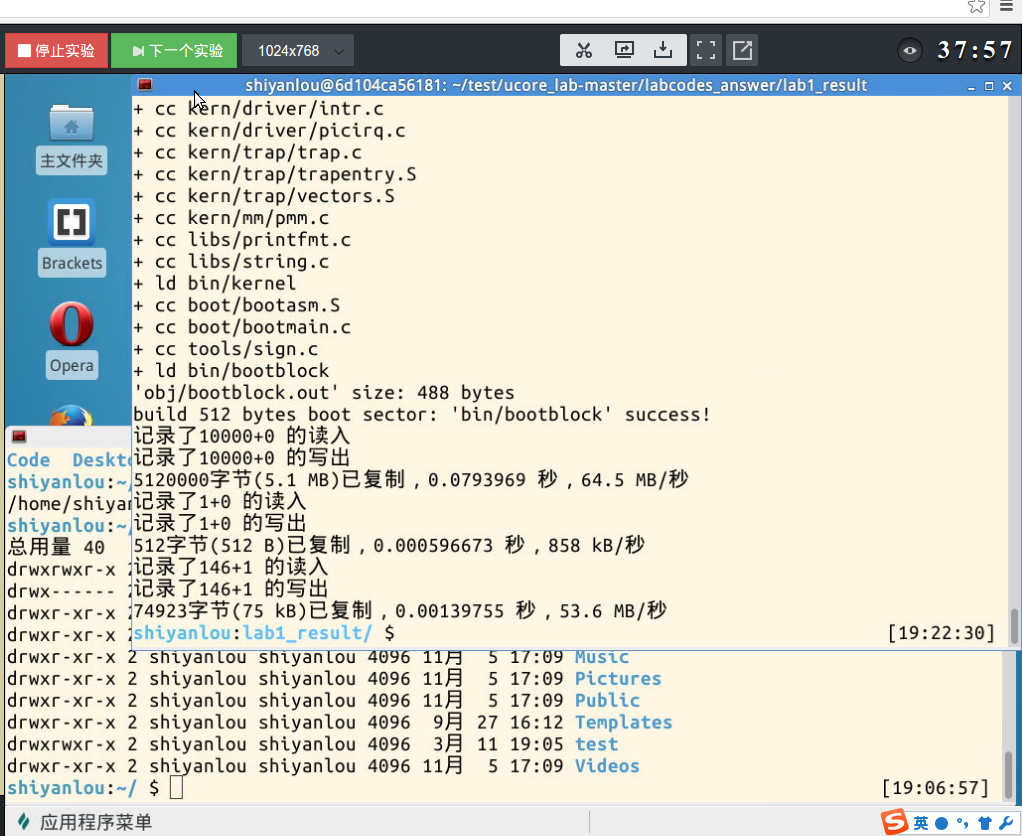 停止实验 下一个实验 1024x768 37:57
shiyanlou@6d104ca56181: ~/test/ucore_lab-master/labcodes_answer/lab1_result
+ cc kern/driver/intr.c
+ cc kern/driver/picirq.c
+ cc kern/trap/trap.c
+ cc kern/trap/trapentry.S
+ cc kern/trap/vectors.S
+ cc kern/mm/pmm.c
+ cc libs/printfmt.c
+ cc libs/string.c
+ ld bin/kernel
+ cc boot/bootasm.S
+ cc boot/bootmain.c
+ cc tools/sign.c
+ ld bin/bootblock
'obj/bootblock.out' size: 488 bytes
build 512 bytes boot sector: 'bin/bootblock' success!
记录了10000+0 的读入
记录了10000+0 的写出
5120000字节(5.1 MB)已复制，0.0793969 秒，64.5 MB/秒
记录了1+0 的读入
记录了1+0 的写出
512字节(512 B)已复制，0.000596673 秒，858 kB/秒
记录了146+1 的读入
记录了146+1 的写出
74923字节(75 kB)已复制，0.00139755 秒，53.6 MB/秒
shiyanlou:lab1_result/ $ [19:22:30]
主文件夹
Brackets
Opera
Code Deskto
shiyanlou:~/
/home/shiyan
shiyanlou:~/
总用量 40
drwxrwxr-x 2
drwx------ 2
drwxr-xr-x 2
drwxr-xr-x 2
drwxr-xr-x 2 shiyanlou shiyanlou 4096 11月 5 17:09 Music
drwxr-xr-x 2 shiyanlou shiyanlou 4096 11月 5 17:09 Pictures
drwxr-xr-x 2 shiyanlou shiyanlou 4096 11月 5 17:09 Public
drwxr-xr-x 2 shiyanlou shiyanlou 4096 9月 27 16:12 Templates
drwxrwxr-x 2 shiyanlou shiyanlou 4096 3月 11 19:05 test
drwxr-xr-x 2 shiyanlou shiyanlou 4096 11月 5 17:09 Videos
shiyanlou:~/ $ [19:06:57]
应用程序菜单 S 英